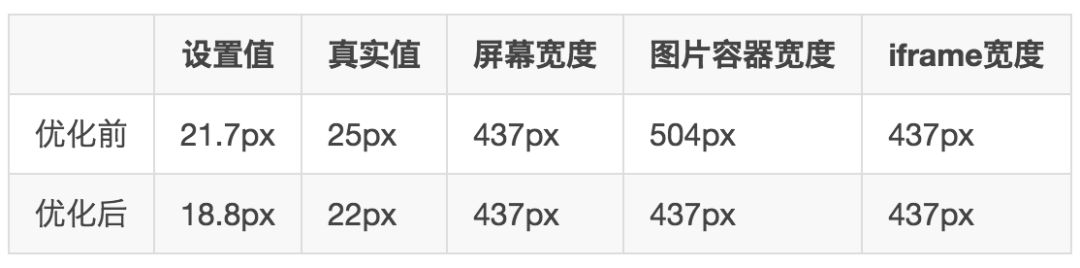 设置值 真实值 屏幕宽度 图片容器宽度 iframe宽度
优化前 21.7px 25px 437px 504px 437px
优化后 18.8px 22px 437px 437px 437px